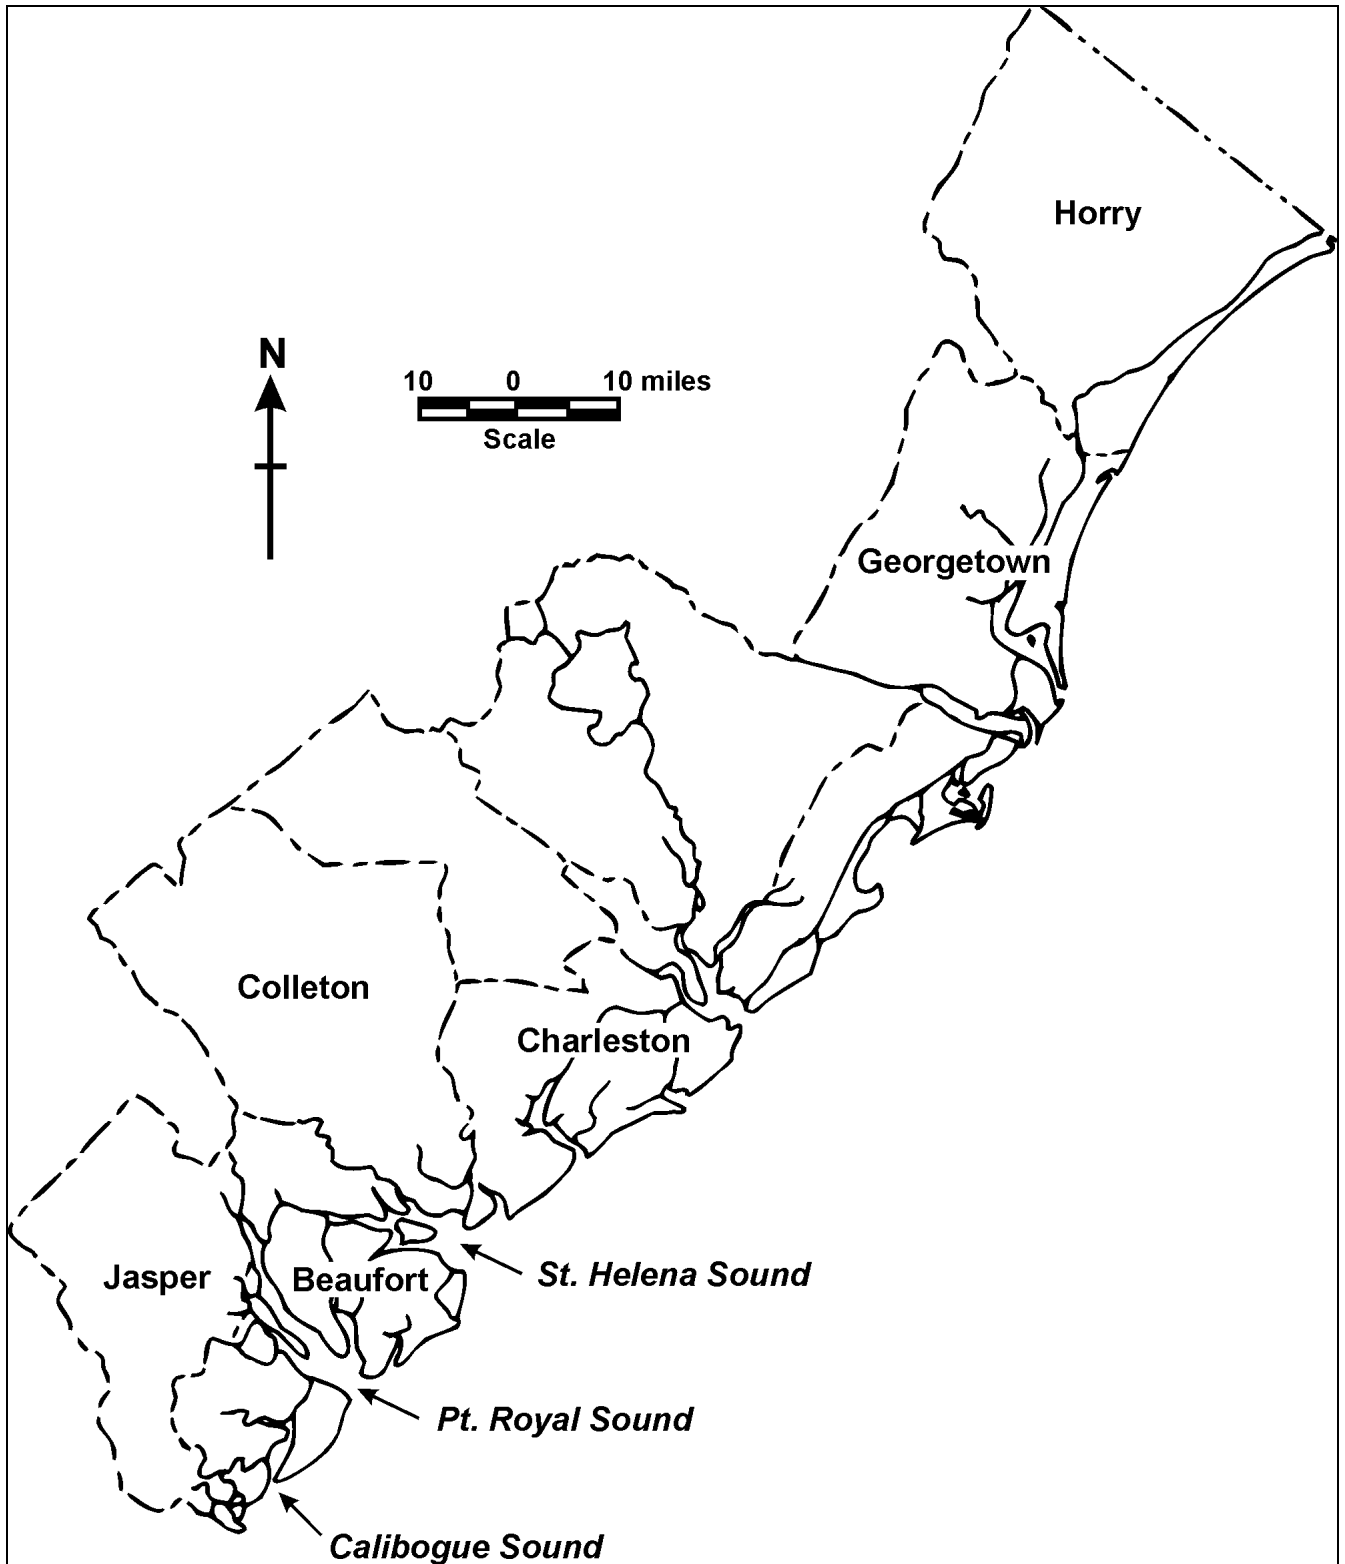 Horry
N
10 0 10 miles
Scale
Georgetown
Colleton
Charleston
St. Helena Sound
Jasper
Beaufort
Pt. Royal Sound
Calibogue Sound